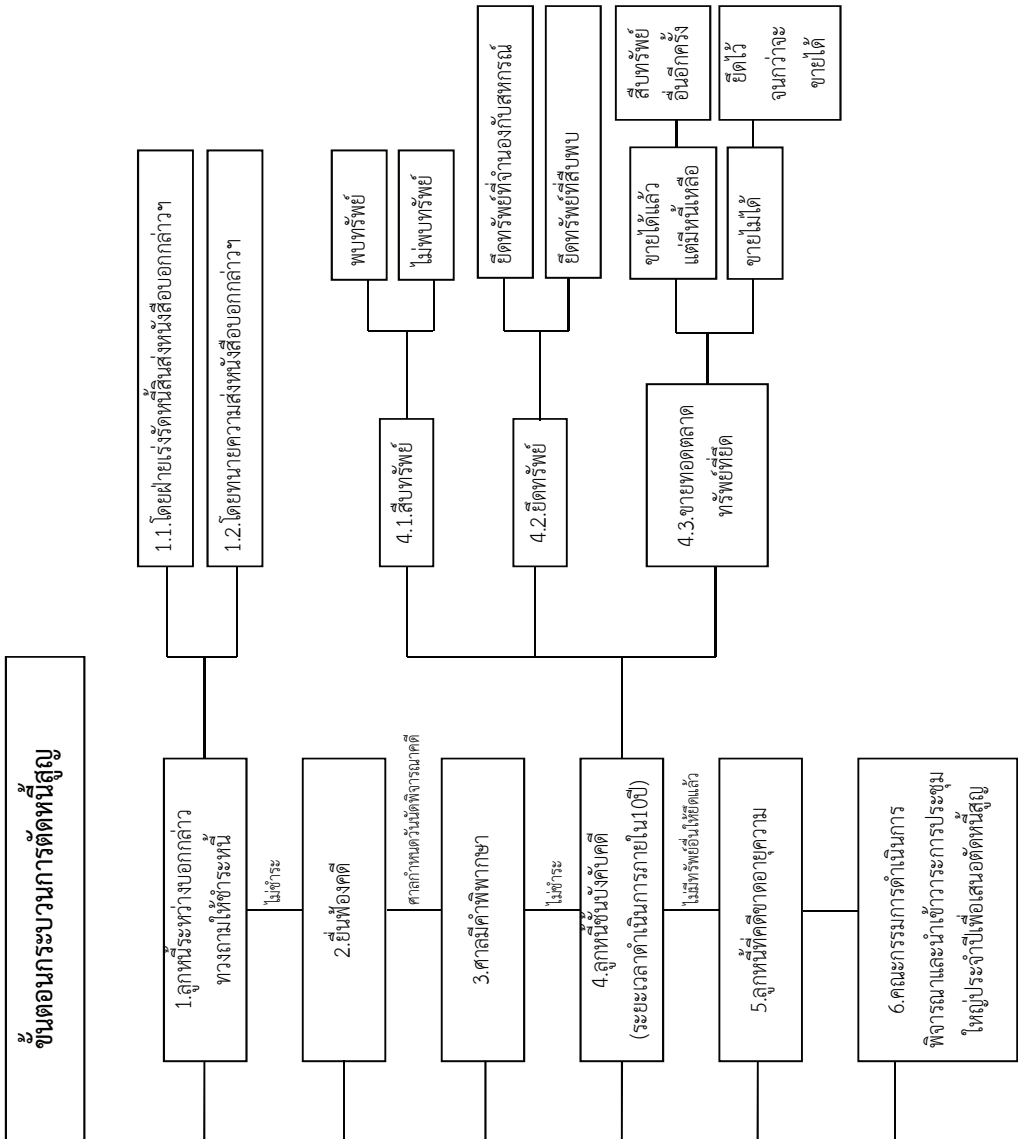 ขั้นตอนกระบวนการตัดหนี้สูญ
1.ลูกหนี้ระหว่างบอกกล่าว
ทวงถามให้ชำระหนี้
1.1.โดยฝ่ายเร่งรัดหนี้สินส่งหนังสือบอกกล่าวฯ
1.2.โดยทนายความส่งหนังสือบอกกล่าวฯ
ไม่ชำระ
2.ยื่นฟ้องคดี
ศาลกำหนดวันนัดพิจารณาคดี
3.ศาลมีคำพิพากษา
ไม่ชำระ
4.ลูกหนี้ชั้นบังคับคดี
(ระยะเวลาดำเนินการภายใน10ปี)
4.1.สืบทรัพย์
พบทรัพย์
ไม่พบทรัพย์
4.2.ยึดทรัพย์
ยึดทรัพย์ที่จำนองกับสหกรณ์
ยึดทรัพย์ที่สืบพบ
4.3.ขายทอดตลาด
ทรัพย์ที่ยึด
ขายได้แล้ว
แต่มีหนี้เหลือ
สืบทรัพย์
อื่นอีกครั้ง
ขายไม่ได้
ยึดไว้
จนกว่าจะ
ขายได้
ไม่มีทรัพย์อื่นให้ยึดแล้ว
5.ลูกหนี้ที่คดีขาดอายุความ
6.คณะกรรมการดำเนินการ
พิจารณาและนำเข้าวาระการประชุม
ใหญ่ประจำปีเพื่อเสนอตัดหนี้สูญ